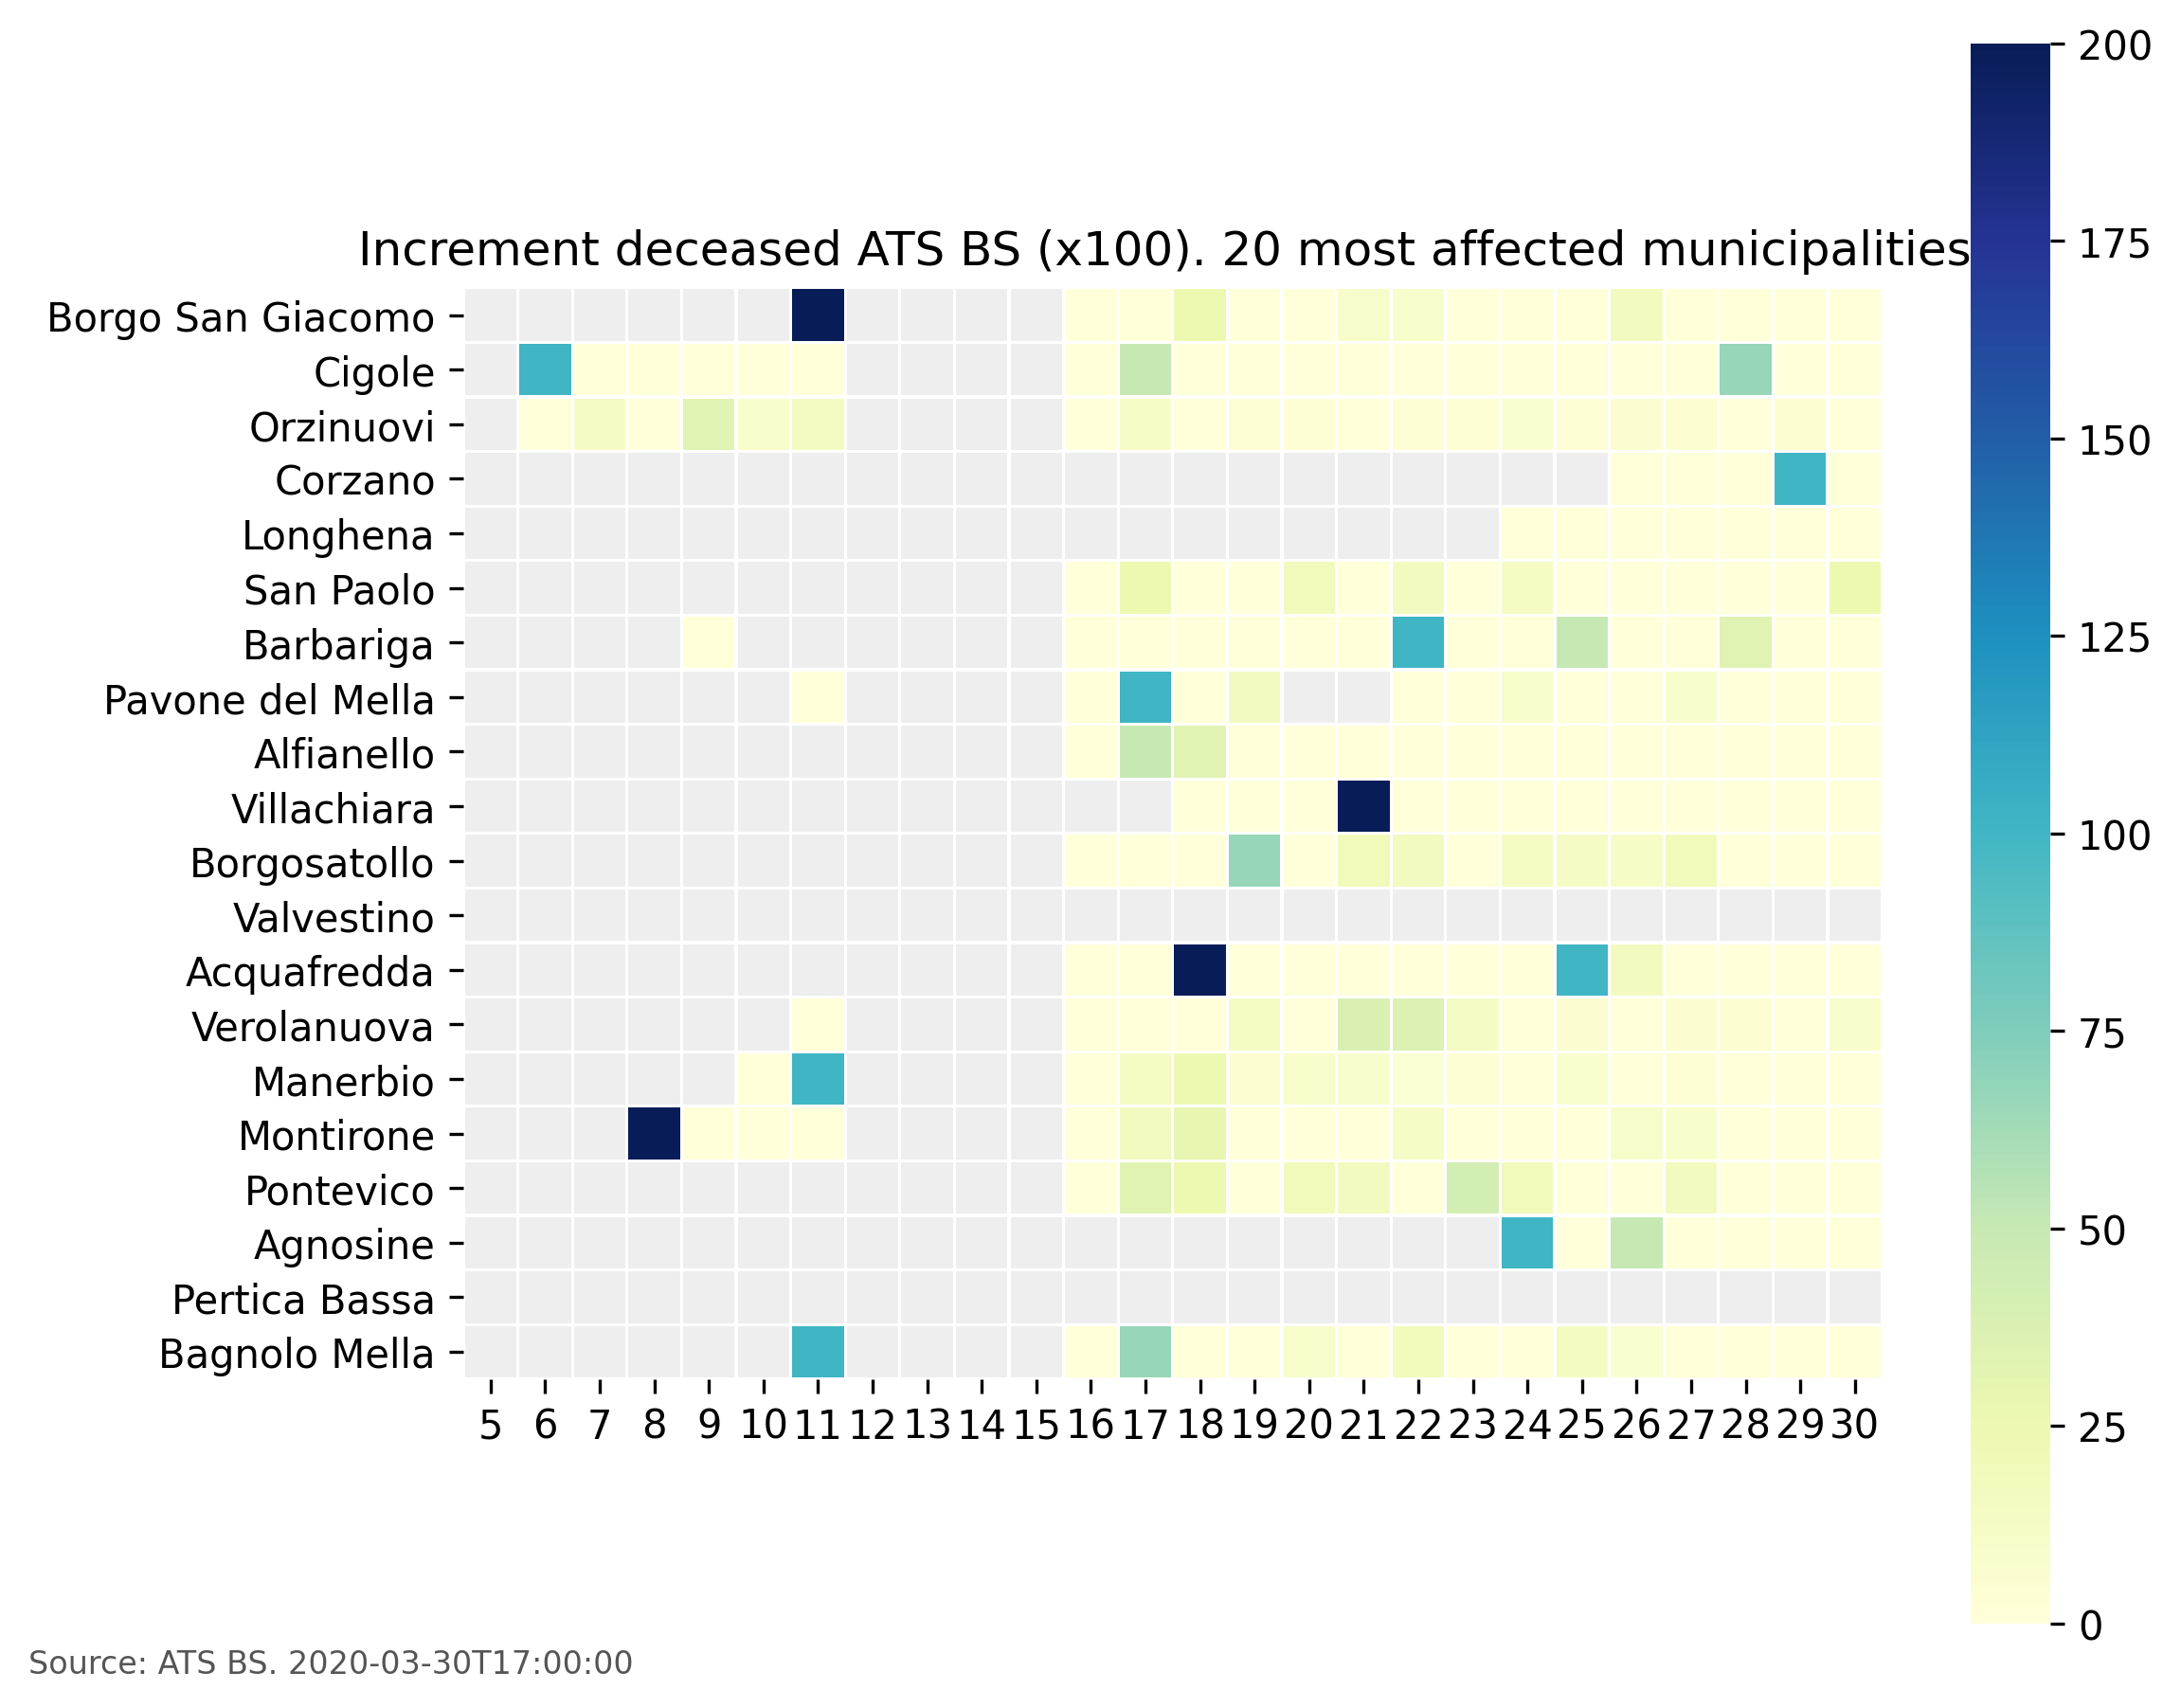 Increment deceased ATS BS (x100). 20 most affected municipalities
Borgo San Giacomo
Cigole
Orzinuovi
Corzano
Longhena
San Paolo
Barbariga
Pavone del Mella
Alfianello
Villachiara
Borgosatollo
Valvestino
Acquafredda
Verolanuova
Manerbio
Montirone
Pontevico
Agnosine
Pertica Bassa
Bagnolo Mella
5 6 7 8 9 10 11 12 13 14 15 16 17 18 19 20 21 22 23 24 25 26 27 28 29 30
200
175
150
125
100
75
50
25
0
Source: ATS BS. 2020-03-30T17:00:00